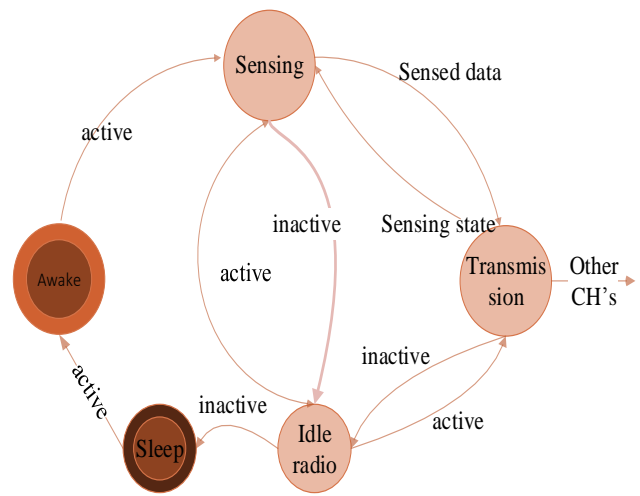 Sensing
Sensed data
active
inactive
Sensing state
active
Awake
Transmis
sion
Other
CH's
inactive
active
active
inactive
Sleep
Idle
radio